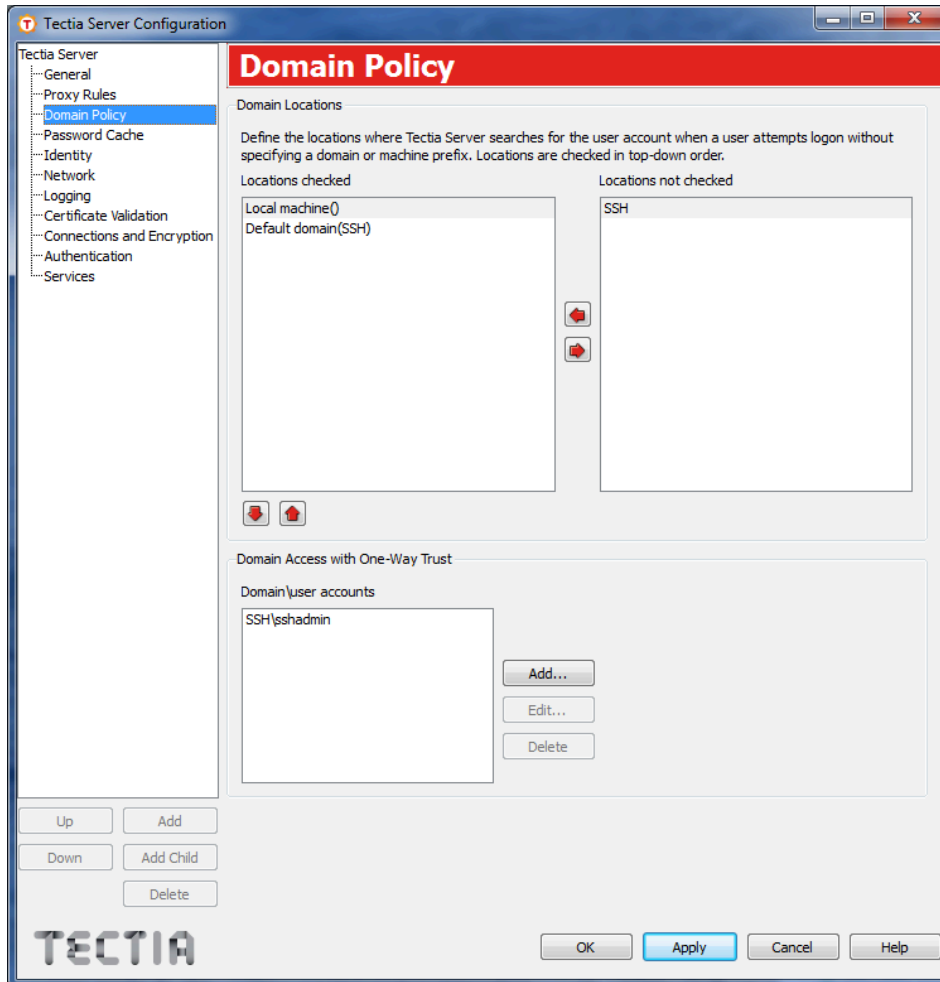 Tectia Server Configuration
Tectia Server
General
Proxy Rules
Domain Policy
Password Cache
Identity
Network
Logging
Certificate Validation
Connections and Encryption
Authentication
Services
Up
Add
Down
Add Child
Delete
TECTIA
Domain Policy
Domain Locations
Define the locations where Tectia Server searches for the user account when a user attempts logon without
specifying a domain or machine prefix. Locations are checked in top-down order.
Locations checked
Local machine()
Default domain(SSH)
Locations not checked
SSH
Domain Access with One-Way Trust
Domain\user accounts
SSH\sshadmin
Add...
Edit...
Delete
OK
Apply
Cancel
Help